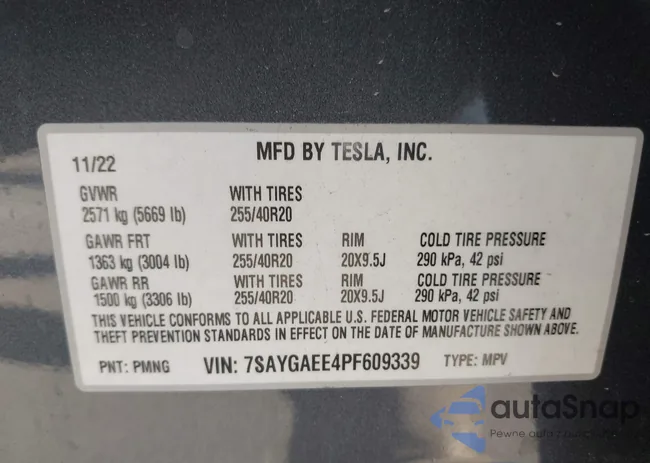 MFD BY TESLA, INC.
11/22
GVWR WITH TIRES
2571 kg (5669 lb) 255/40R20
GAWR FRT WITH TIRES RIM COLD TIRE PRESSURE
1363 kg (3004 lb) 255/40R20 20X9.5J 290 kPa, 42 psi
GAWR RR WITH TIRES RIM COLD TIRE PRESSURE
1500 kg (3306 lb) 255/40R20 20X9.5J 290 kPa, 42 psi
THIS VEHICLE CONFORMS TO ALL APPLICABLE U.S. FEDERAL MOTOR VEHICLE SAFETY AND
THEFT PREVENTION STANDARDS IN EFFECT ON THE DATE OF MANUFACTURE SHOWN ABOVE.
PNT: PMNG VIN: 7SAYGAEE4PF609339 TYPE: MPV
autaSnap
Pewne auta z